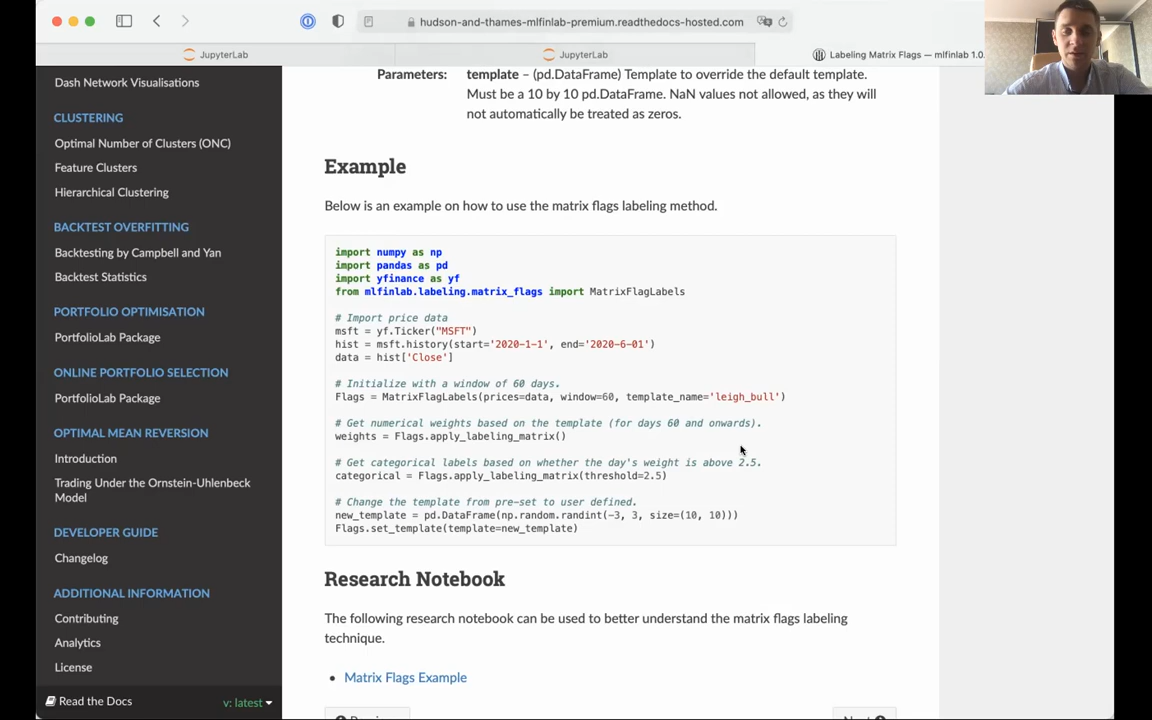 hudson-and-thames-mlfinlab-premium.readthedocs-hosted.com
JupyterLab
JupyterLab
Labeling Matrix Flags — mlfinlab 1.0.
Dash Network Visualisations
CLUSTERING
Optimal Number of Clusters (ONC)
Feature Clusters
Hierarchical Clustering
BACKTEST OVERFITTING
Backtesting by Campbell and Yan
Backtest Statistics
PORTFOLIO OPTIMISATION
PortfolioLab Package
ONLINE PORTFOLIO SELECTION
PortfolioLab Package
OPTIMAL MEAN REVERSION
Introduction
Trading Under the Ornstein-Uhlenbeck
Model
DEVELOPER GUIDE
Changelog
ADDITIONAL INFORMATION
Contributing
Analytics
License
Read the Docs
v: latest
Parameters: template – (pd.DataFrame) Template to override the default template.
Must be a 10 by 10 pd.DataFrame. NaN values not allowed, as they will
not automatically be treated as zeros.
Example
Below is an example on how to use the matrix flags labeling method.
import numpy as np
import pandas as pd
import yfinance as yf
from mlfinlab.labeling.matrix_flags import MatrixFlagLabels
# Import price data
msft = yf.Ticker("MSFT")
hist = msft.history(start='2020-1-1', end='2020-6-01')
data = hist['Close']
# Initialize with a window of 60 days.
Flags = MatrixFlagLabels(prices=data, window=60, template_name='leigh_bull')
# Get numerical weights based on the template (for days 60 and onwards).
weights = Flags.apply_labeling_matrix()
# Get categorical labels based on whether the day's weight is above 2.5.
categorical = Flags.apply_labeling_matrix(threshold=2.5)
# Change the template from pre-set to user defined.
new_template = pd.DataFrame(np.random.randint(-3, 3, size=(10, 10)))
Flags.set_template(template=new_template)
Research Notebook
The following research notebook can be used to better understand the matrix flags labeling
technique.
Matrix Flags Example